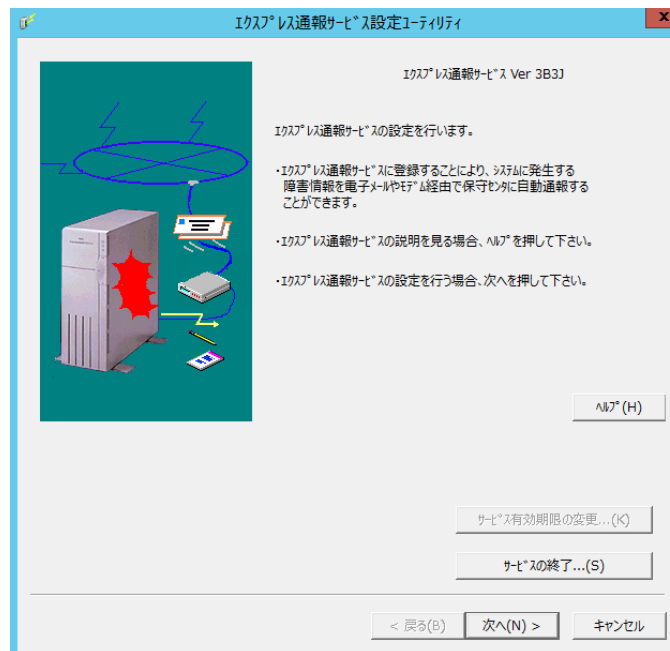 ｴｸｽﾌﾟﾚｽ通報ｻｰﾋﾞｽ設定ﾕｰﾃｨﾘﾃｨ
x
ｴｸｽﾌﾟﾚｽ通報ｻｰﾋﾞｽ Ver 3B3J
ｴｸｽﾌﾟﾚｽ通報ｻｰﾋﾞｽの設定を行います。
・ｴｸｽﾌﾟﾚｽ通報ｻｰﾋﾞｽに登録することにより、ｼｽﾃﾑに発生する
障害情報を電子ﾒｰﾙやﾓﾃﾞﾑ経由で保守ｾﾝﾀに自動通報する
ことができます。
・ｴｸｽﾌﾟﾚｽ通報ｻｰﾋﾞｽの説明を見る場合、ﾍﾙﾌﾟを押して下さい。
・ｴｸｽﾌﾟﾚｽ通報ｻｰﾋﾞｽの設定を行う場合、次へを押して下さい。
ﾍﾙﾌﾟ(H)
ｻｰﾋﾞｽ有効期限の変更...(K)
ｻｰﾋﾞｽの終了...(S)
< 戻る(B)
次へ(N) >
ｷｬﾝｾﾙ